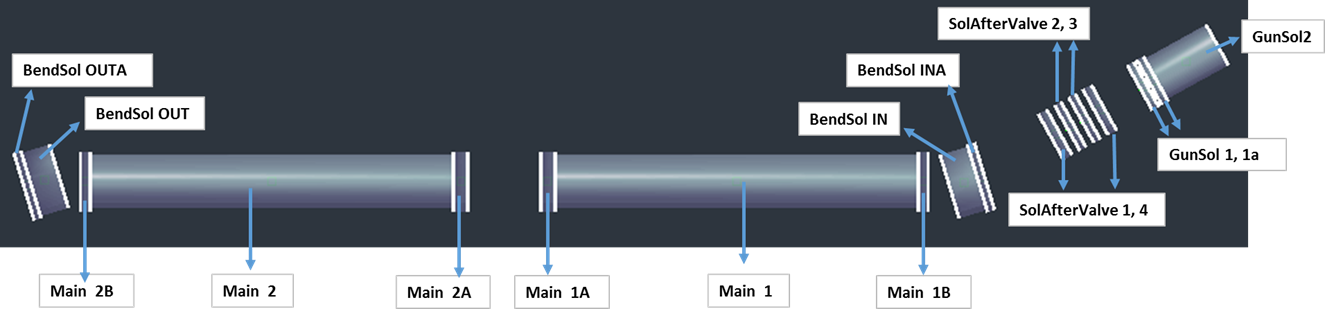 SolAfterValve 2, 3
GunSol2
BendSol OUTA
BendSol INA
BendSol OUT
BendSol IN
GunSol 1, 1a
SolAfterValve 1, 4
Main 2B
Main 2
Main 2A
Main 1A
Main 1
Main 1B